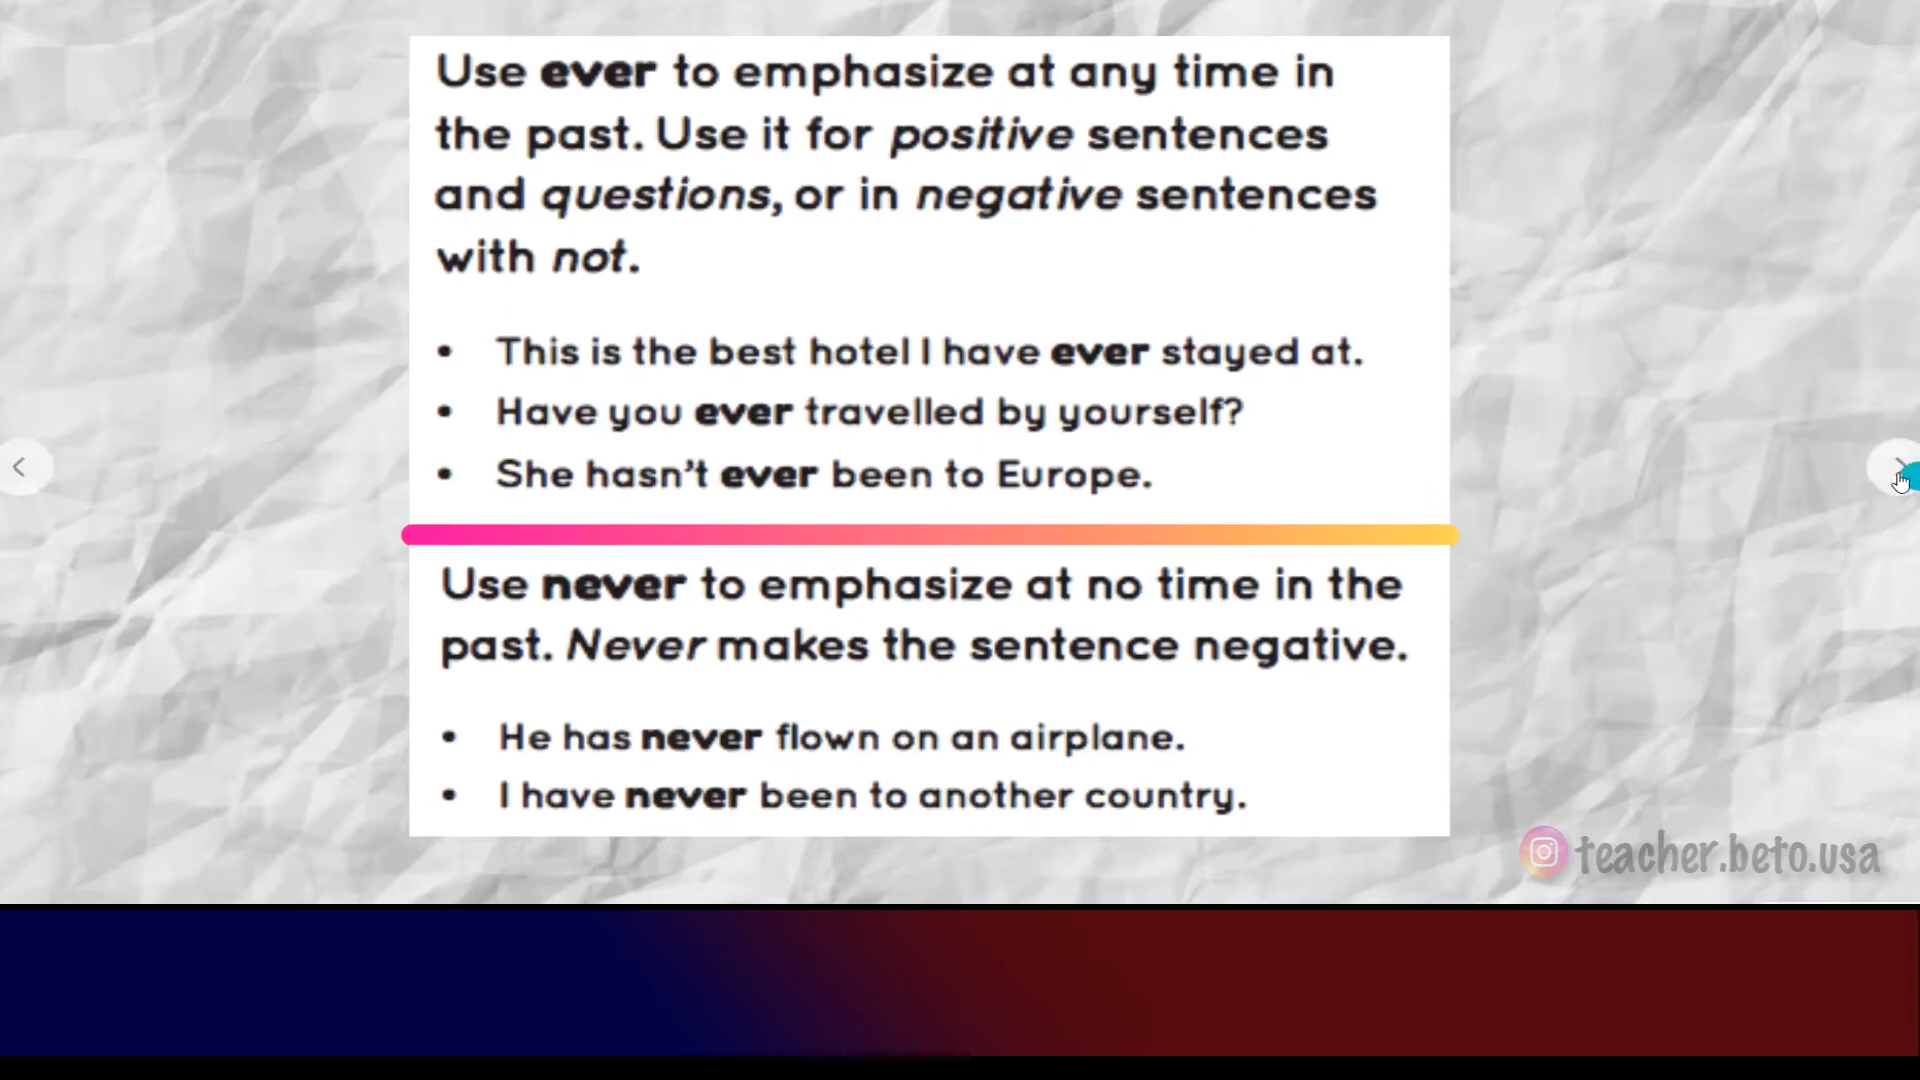 Use ever to emphasize at any time in
the past. Use it for positive sentences
and questions, or in negative sentences
with not.
• This is the best hotel I have ever stayed at.
• Have you ever travelled by yourself?
• She hasn't ever been to Europe.
Use never to emphasize at no time in the
past. Never makes the sentence negative.
• He has never flown on an airplane.
• I have never been to another country.
teacher.beto.usa